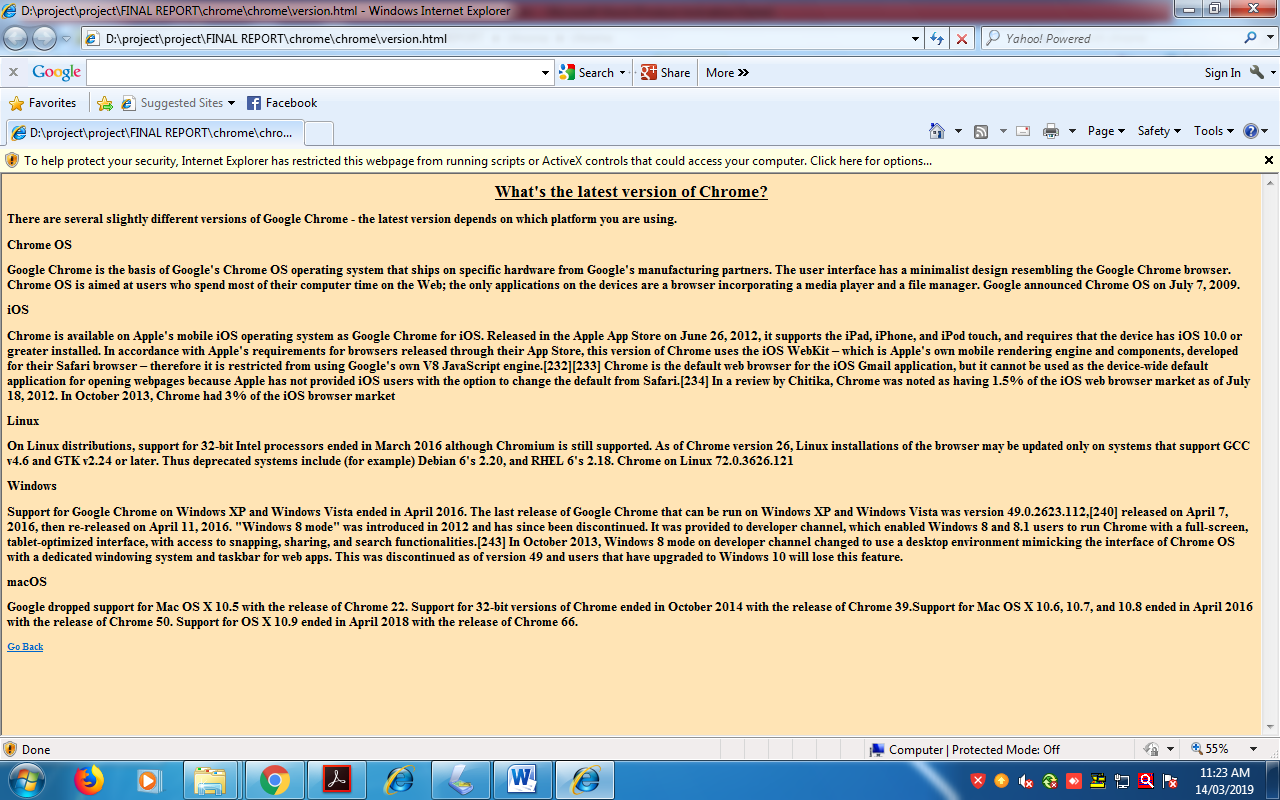 D:\project\project\FINAL REPORT\chrome\chrome\version.html - Windows Internet Explorer
D:\project\project\FINAL REPORT\chrome\chrome\version.html
Yahoo! Powered
Google
Search
Share
More »
Sign In
Favorites
Suggested Sites
Facebook
D:\project\project\FINAL REPORT\chrome\chro...
Page
Safety
Tools
To help protect your security, Internet Explorer has restricted this webpage from running scripts or ActiveX controls that could access your computer. Click here for options...
What's the latest version of Chrome?
There are several slightly different versions of Google Chrome - the latest version depends on which platform you are using.
Chrome OS
Google Chrome is the basis of Google's Chrome OS operating system that ships on specific hardware from Google's manufacturing partners. The user interface has a minimalist design resembling the Google Chrome browser.
Chrome OS is aimed at users who spend most of their computer time on the Web; the only applications on the devices are a browser incorporating a media player and a file manager. Google announced Chrome OS on July 7, 2009.
iOS
Chrome is available on Apple's mobile iOS operating system as Google Chrome for iOS. Released in the Apple App Store on June 26, 2012, it supports the iPad, iPhone, and iPod touch, and requires that the device has iOS 10.0 or
greater installed. In accordance with Apple's requirements for browsers released through their App Store, this version of Chrome uses the iOS WebKit – which is Apple's own mobile rendering engine and components, developed
for their Safari browser – therefore it is restricted from using Google's own V8 JavaScript engine.[232][233] Chrome is the default web browser for the iOS Gmail application, but it cannot be used as the device-wide default
application for opening webpages because Apple has not provided iOS users with the option to change the default from Safari.[234] In a review by Chitika, Chrome was noted as having 1.5% of the iOS web browser market as of July
18, 2012. In October 2013, Chrome had 3% of the iOS browser market
Linux
On Linux distributions, support for 32-bit Intel processors ended in March 2016 although Chromium is still supported. As of Chrome version 26, Linux installations of the browser may be updated only on systems that support GCC
v4.6 and GTK v2.24 or later. Thus deprecated systems include (for example) Debian 6's 2.20, and RHEL 6's 2.18. Chrome on Linux 72.0.3626.121
Windows
Support for Google Chrome on Windows XP and Windows Vista ended in April 2016. The last release of Google Chrome that can be run on Windows XP and Windows Vista was version 49.0.2623.112,[240] released on April 7,
2016, then re-released on April 11, 2016. "Windows 8 mode" was introduced in 2012 and has since been discontinued. It was provided to developer channel, which enabled Windows 8 and 8.1 users to run Chrome with a full-screen,
tablet-optimized interface, with access to snapping, sharing, and search functionalities.[243] In October 2013, Windows 8 mode on developer channel changed to use a desktop environment mimicking the interface of Chrome OS
with a dedicated windowing system and taskbar for web apps. This was discontinued as of version 49 and users that have upgraded to Windows 10 will lose this feature.
macOS
Google dropped support for Mac OS X 10.5 with the release of Chrome 22. Support for 32-bit versions of Chrome ended in October 2014 with the release of Chrome 39.Support for Mac OS X 10.6, 10.7, and 10.8 ended in April 2016
with the release of Chrome 50. Support for OS X 10.9 ended in April 2018 with the release of Chrome 66.
Go Back
Done
Computer | Protected Mode: Off
55%
11:23 AM
14/03/2019